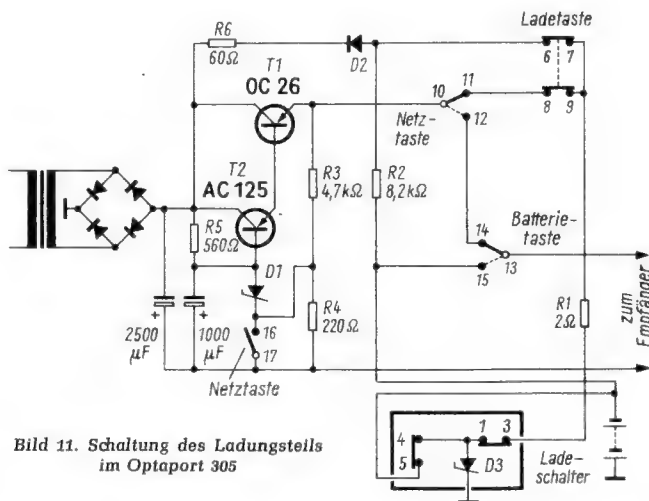 R6
60Ω
D2
Ladetaste
6 7
T1
OC 26
8 9
10 11
12
Netz-
taste
T2
AC 125
R3
4,7kΩ
R2
8,2kΩ
R5
560Ω
Batterie-
taste
14
13
15
D1
R4
220Ω
R1
2Ω
zum
Empfänger
+
2500
µF
+
1000
µF
16
17
Netztaste
Bild 11. Schaltung des Ladungsteils
im Optaport 305
4
5
1 3
D3
Lade-
schalter